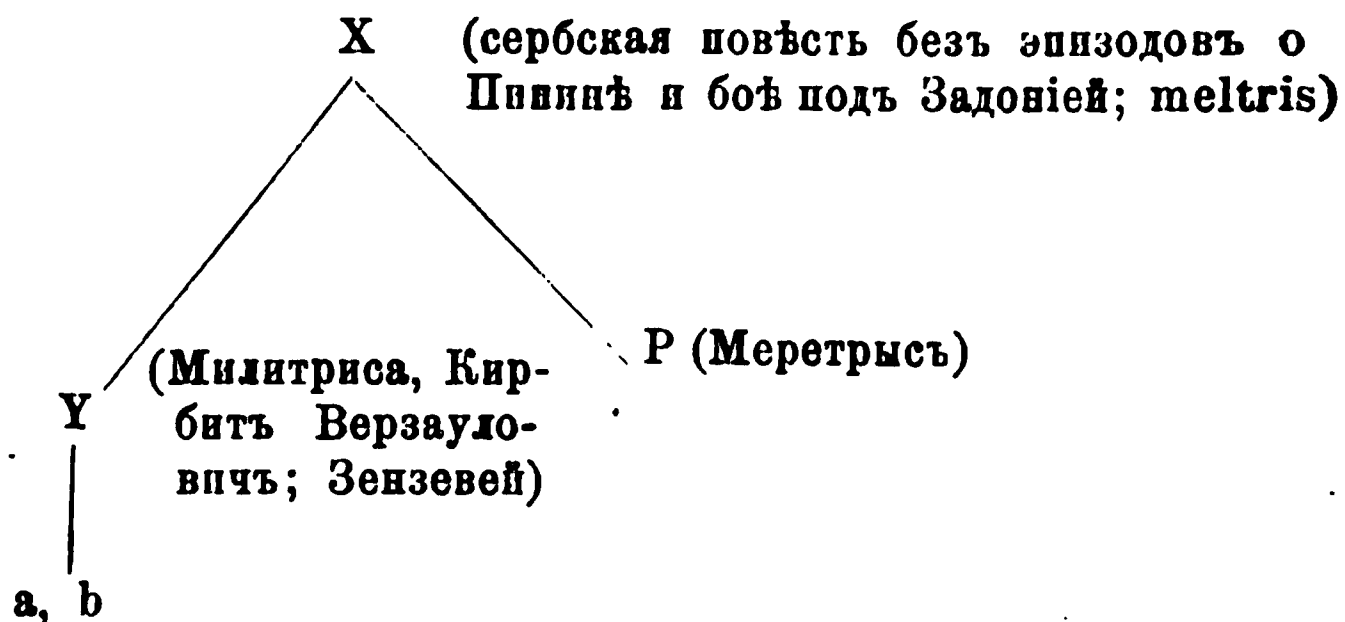 X (сербская повѣсть безъ эпизодовъ о
Пипинѣ и боѣ подъ Задоніей; meltris)
P (Меретрысъ)
Y (Милитриса, Кир-
битъ Верзауло-
вичъ; Зензевей)
a, b